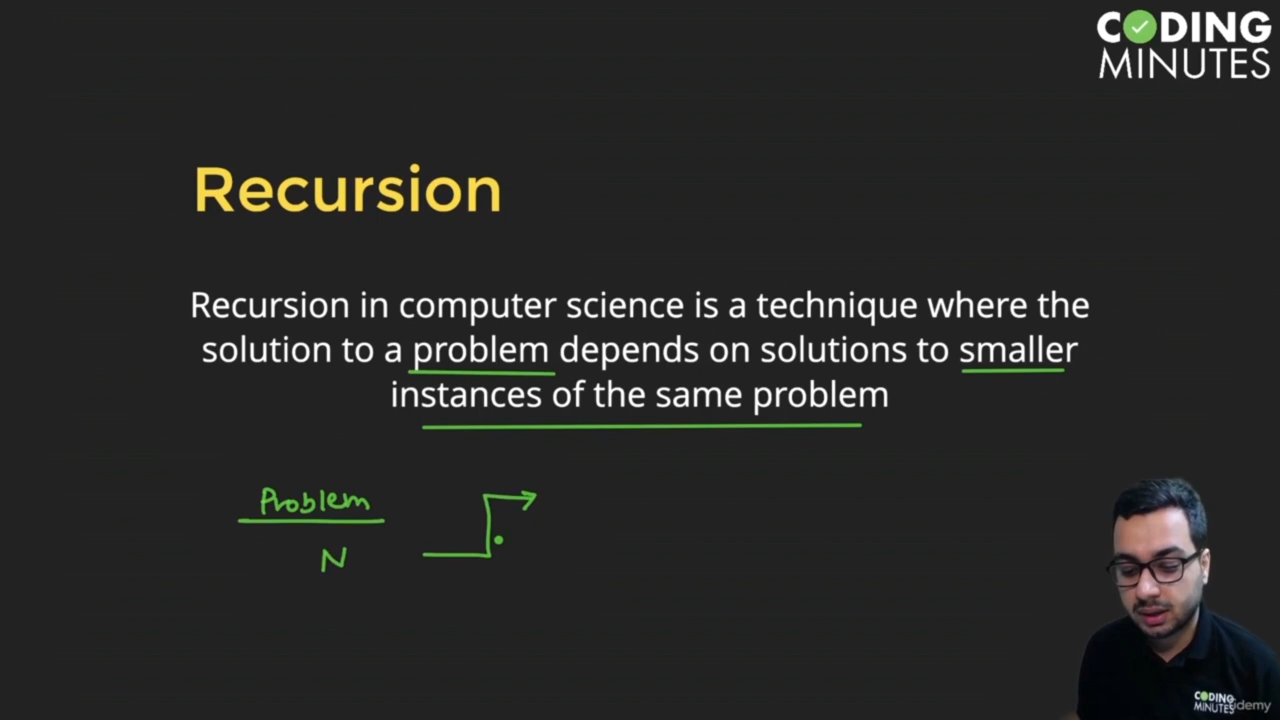 CODING
MINUTES
Recursion
Recursion in computer science is a technique where the
solution to a problem depends on solutions to smaller
instances of the same problem
Problem
N
CODING
MINUTES
Udemy